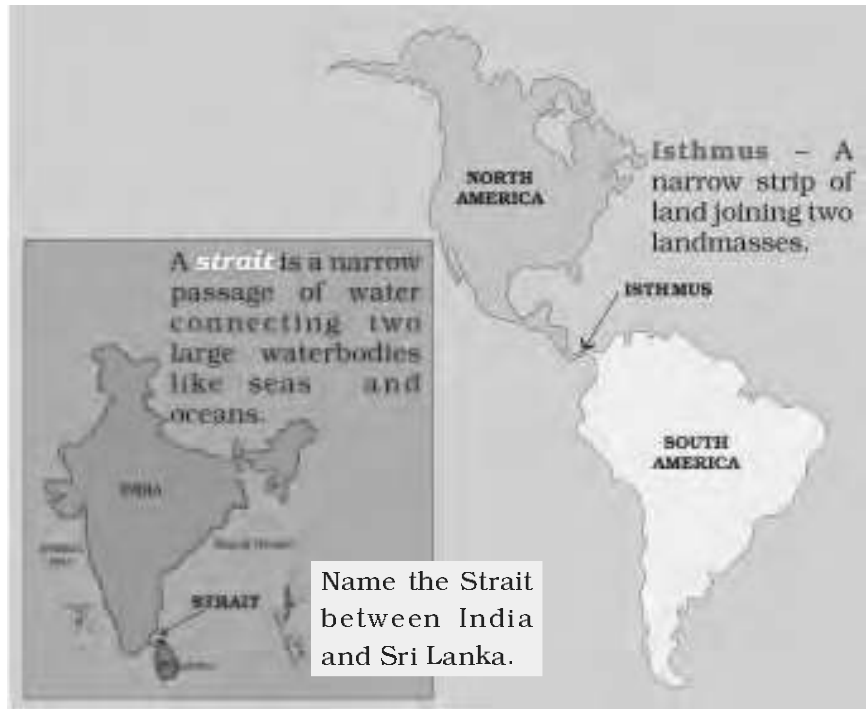 NORTH
AMERICA
Isthmus – A
narrow strip of
land joining two
landmasses.
ISTHMUS
A strait is a narrow
passage of water
connecting two
large waterbodies
like seas and
oceans.
INDIA
STRAIT
SOUTH
AMERICA
Name the Strait
between India
and Sri Lanka.